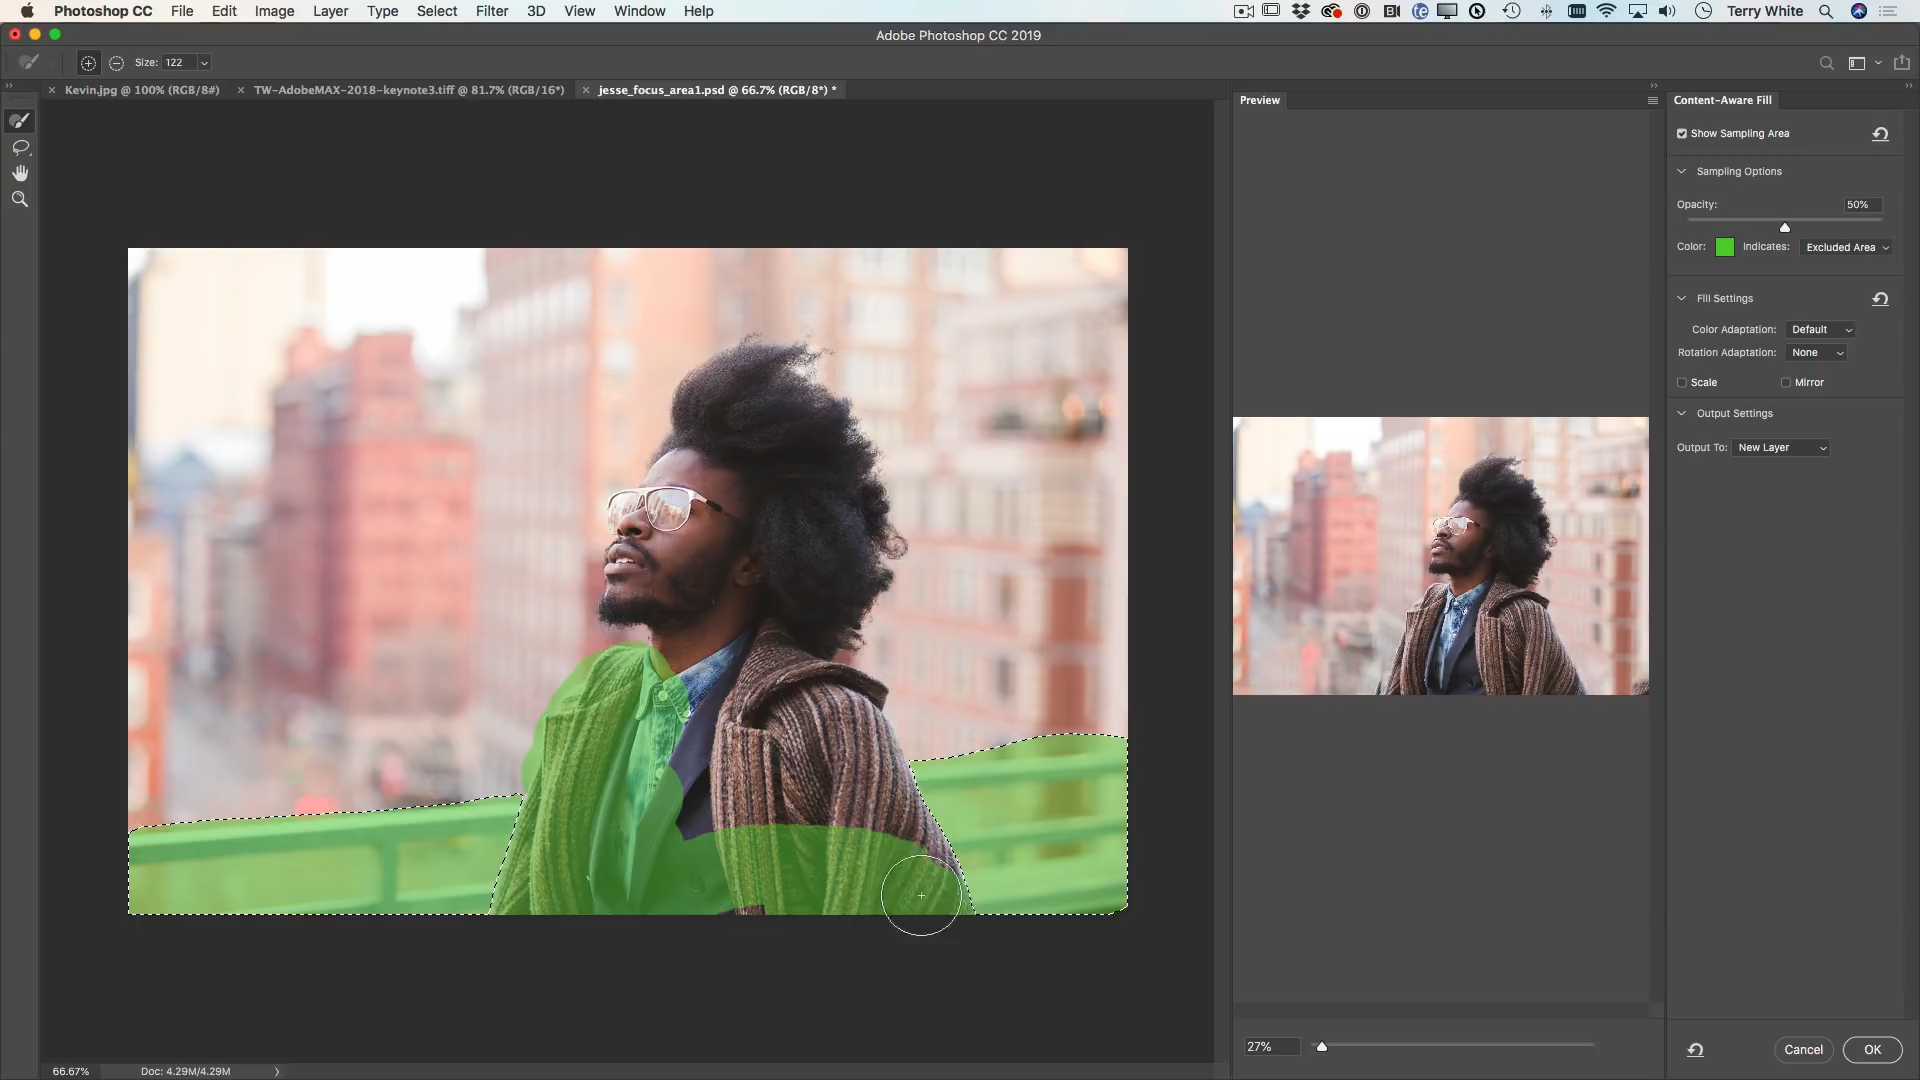 Photoshop CC File Edit Image Layer Type Select Filter 3D View Window Help Terry White
Adobe Photoshop CC 2019
Size: 122
Kevin.jpg @ 100% (RGB/8#) TW-AdobeMAX-2018-keynote3.tiff @ 81.7% (RGB/16*) jesse_focus_area1.psd @ 66.7% (RGB/8*) *
Preview
Content-Aware Fill
Show Sampling Area
Sampling Options
Opacity: 50%
Color: Indicates: Excluded Area
Fill Settings
Color Adaptation: Default
Rotation Adaptation: None
Scale Mirror
Output Settings
Output To: New Layer
27%
Cancel OK
66.67% Doc: 4.29M/4.29M